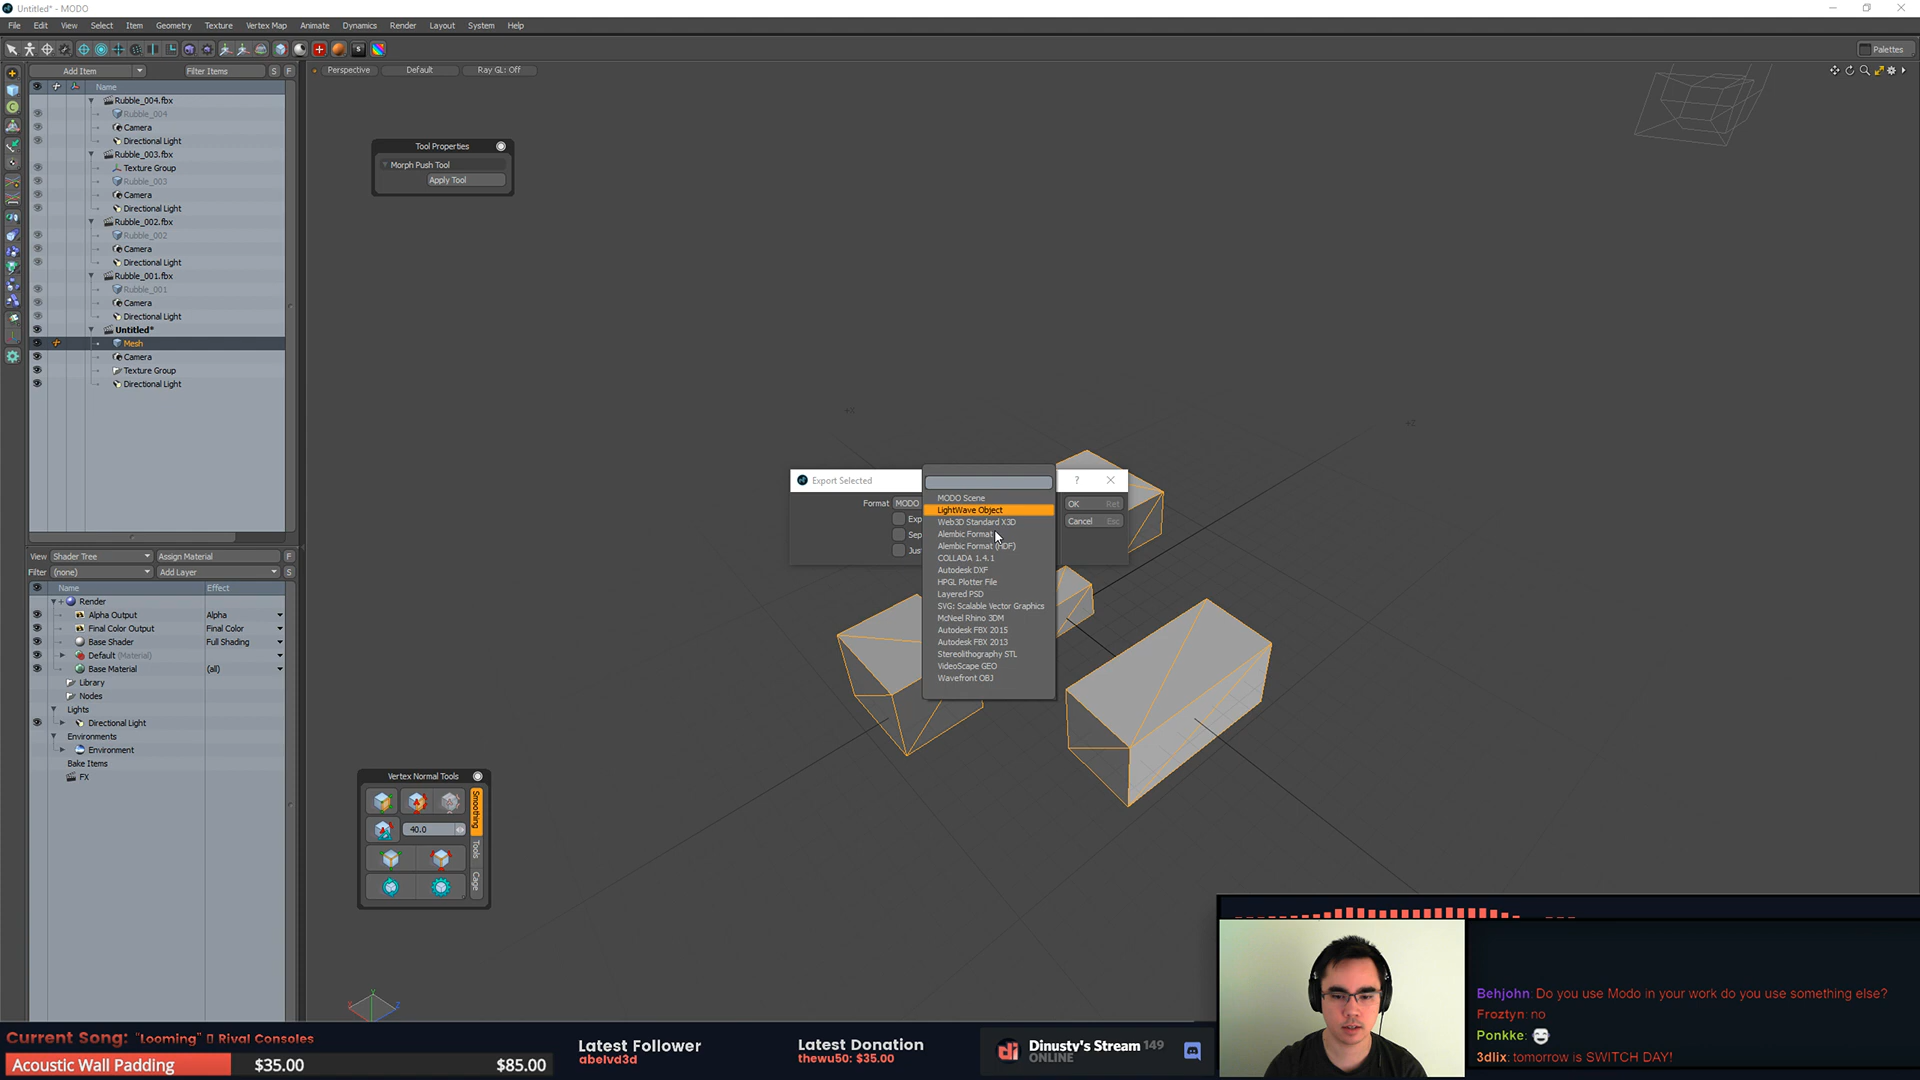 Untitled* - MODO
File Edit View Select Item Geometry Texture Vertex Map Animate Dynamics Render Layout System Help
Palettes
Add Item Filter Items S F
Perspective Default Ray GL: Off
Name
Rubble_004.fbx
Rubble_004
Camera
Directional Light
Rubble_003.fbx
Texture Group
Rubble_003
Camera
Directional Light
Rubble_002.fbx
Rubble_002
Camera
Directional Light
Rubble_001.fbx
Rubble_001
Camera
Directional Light
Untitled*
Mesh
Camera
Texture Group
Directional Light
Tool Properties
Morph Push Tool
Apply Tool
Export Selected ?
Format MODO
Exp
Sep
Jus
OK Ret
Cancel Esc
MODO Scene
LightWave Object
Web3D Standard X3D
Alembic Format
Alembic Format (HDF)
COLLADA 1.4.1
Autodesk DXF
HPGL Plotter File
Layered PSD
SVG: Scalable Vector Graphics
McNeel Rhino 3DM
Autodesk FBX 2015
Autodesk FBX 2013
Stereolithography STL
VideoScape GEO
Wavefront OBJ
View Shader Tree Assign Material F
Filter (none) Add Layer S
Name Effect
Render
Alpha Output Alpha
Final Color Output Final Color
Base Shader Full Shading
Default (Material)
Base Material (all)
Library
Nodes
Lights
Directional Light
Environments
Environment
Bake Items
FX
Vertex Normal Tools
40.0
Smoothing
Tools
Cage
Current Song: "Looming" Rival Consoles
Acoustic Wall Padding $35.00 $85.00
Latest Follower
abelvd3d
Latest Donation
thewu50: $35.00
Dinusty's Stream 149
ONLINE
Behjohn: Do you use Modo in your work do you use something else?
Froztyn: no
Ponkke:
3dlix: tomorrow is SWITCH DAY!